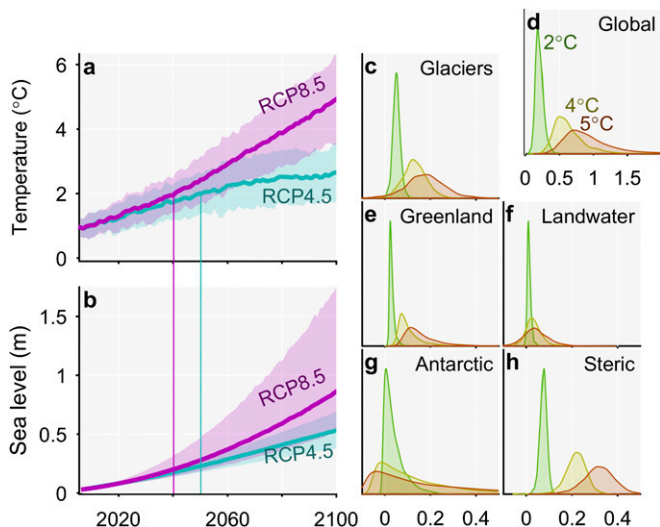 a
Temperature (°C)
6
4
2
0
RCP8.5
RCP4.5
b
Sea level (m)
1.5
1
0.5
0
RCP8.5
RCP4.5
2020
2060
2100
c Glaciers
d Global
2°C
4°C
5°C
0 0.5 1 1.5
e Greenland
f Landwater
g Antarctic
h Steric
0 0.2 0.4
0 0.2 0.4